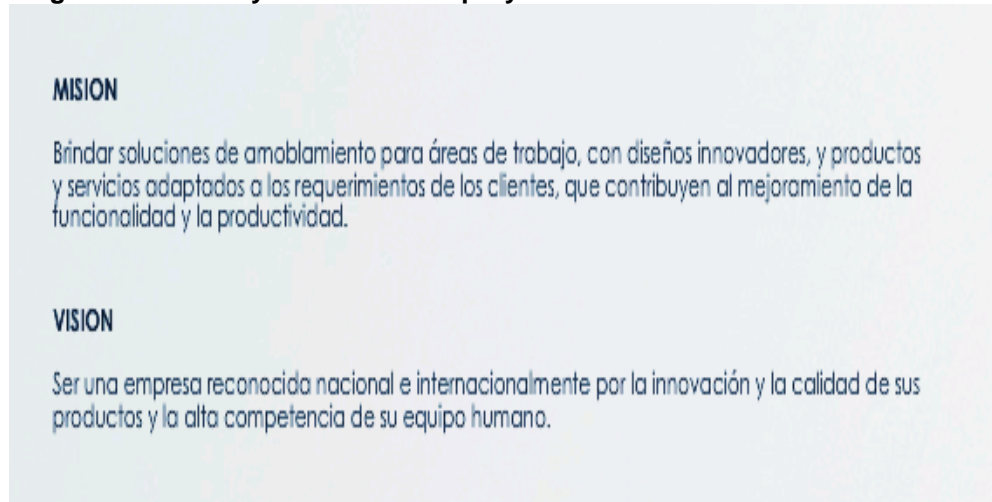 MISION
Brindar soluciones de amoblamiento para áreas de trabajo, con diseños innovadores, y productos
y servicios adaptados a los requerimientos de los clientes, que contribuyen al mejoramiento de la
funcionalidad y la productividad.
VISION
Ser una empresa reconocida nacional e internacionalmente por la innovación y la calidad de sus
productos y la alta competencia de su equipo humano.